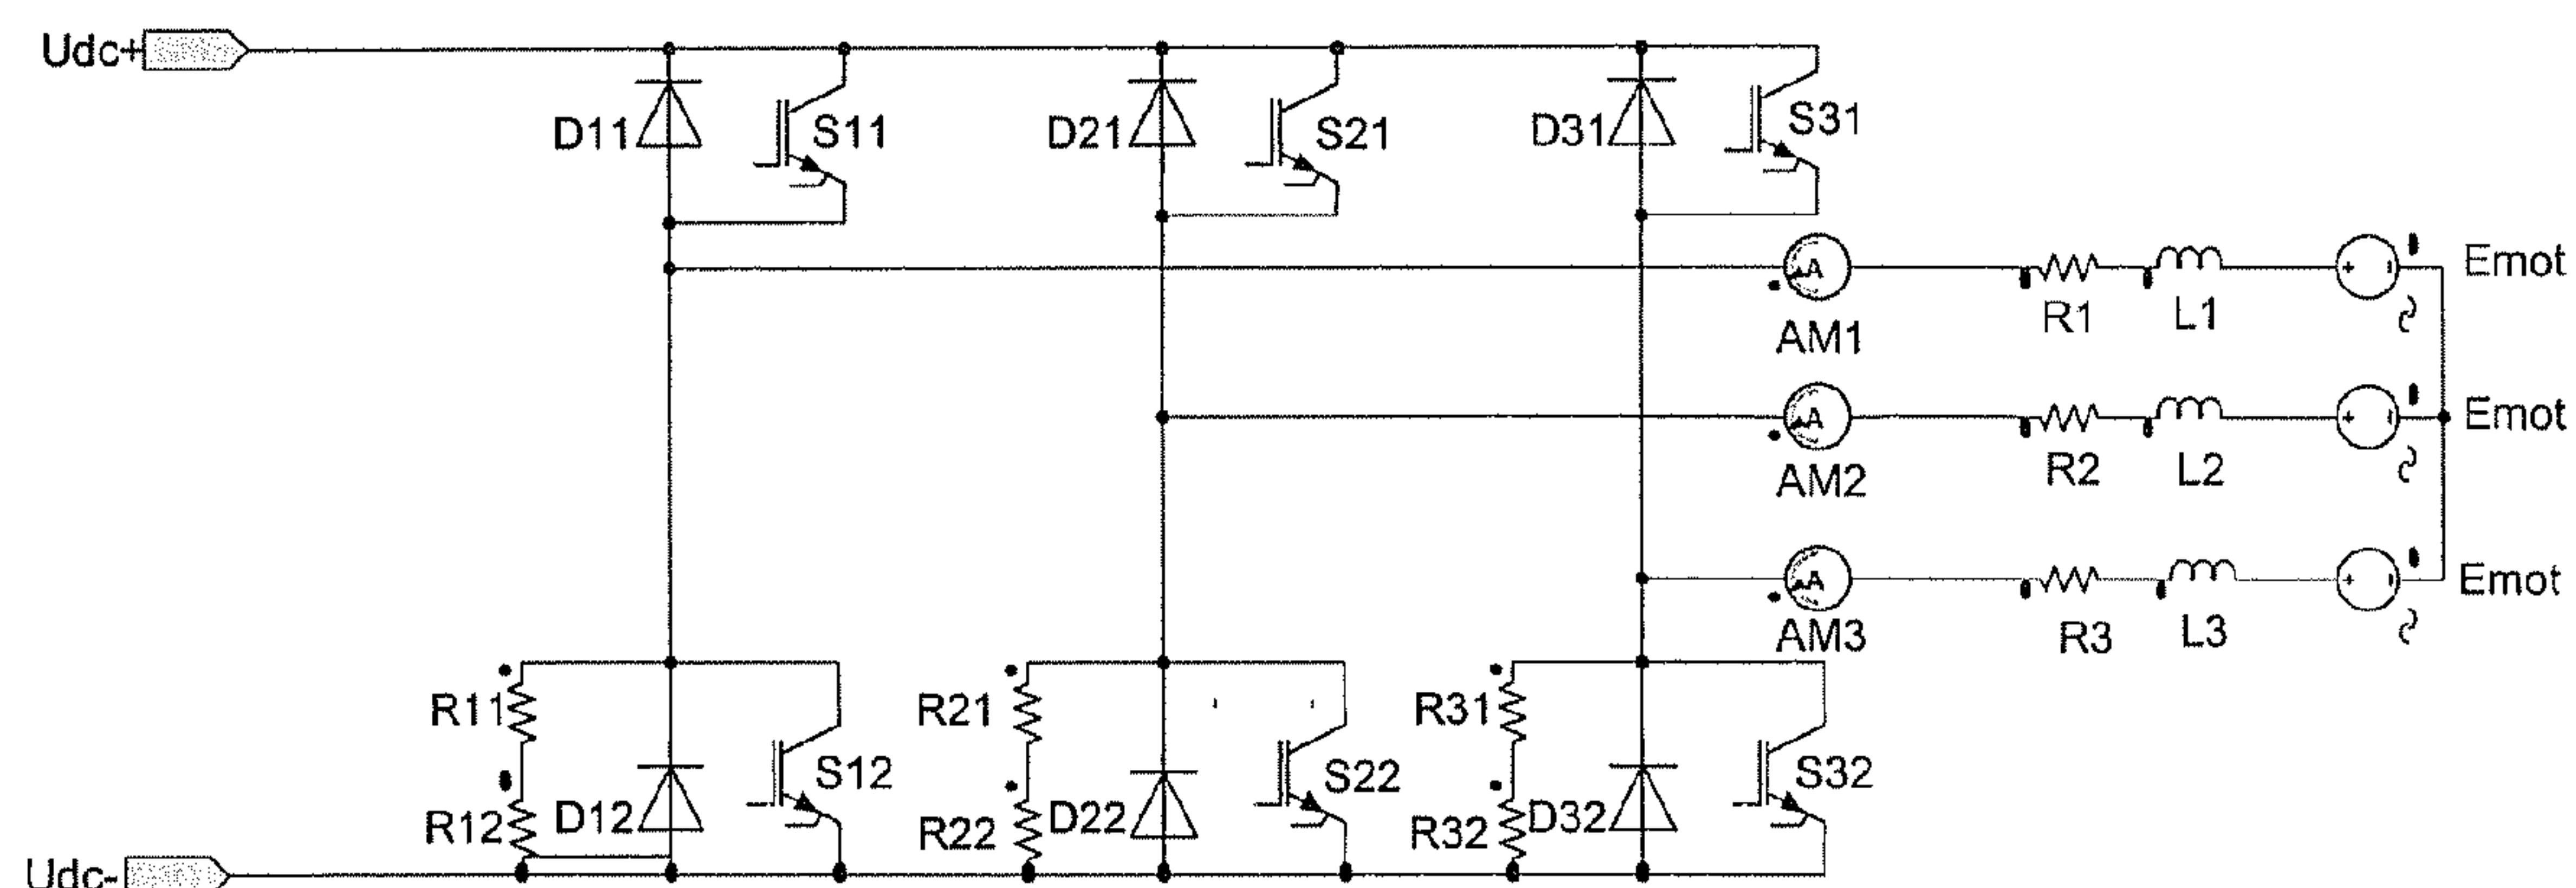 Udc+
D11
S11
D21
S21
D31
S31
A
Emot
AM1
R1
L1
A
Emot
AM2
R2
L2
A
Emot
AM3
R3
L3
R11
R21
R31
S12
S22
S32
R12
D12
R22
D22
R32
D32
Udc-